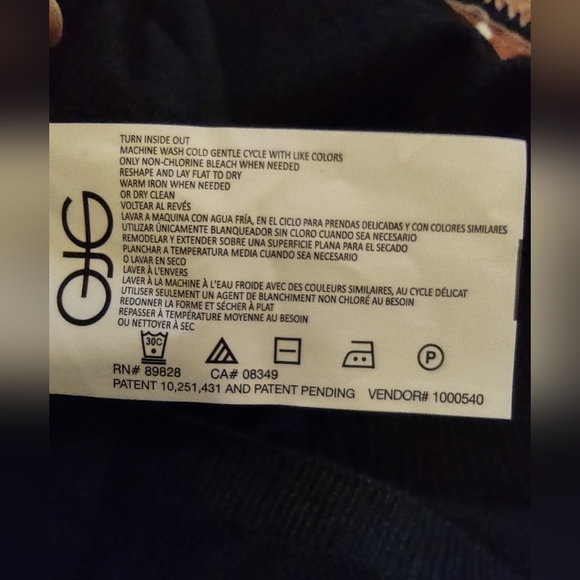 TURN INSIDE OUT
MACHINE WASH COLD GENTLE CYCLE WITH LIKE COLORS
ONLY NON-CHLORINE BLEACH WHEN NEEDED
RESHAPE AND LAY FLAT TO DRY
WARM IRON WHEN NEEDED
OR DRY CLEAN
VOLTEAR AL REVÉS
LAVAR A MAQUINA CON AGUA FRÍA, EN EL CICLO PARA PRENDAS DELICADAS Y CON COLORES SIMILARES
UTILIZAR ÚNICAMENTE BLANQUEADOR SIN CLORO CUANDO SEA NECESARIO
REMODELAR Y EXTENDER SOBRE UNA SUPERFICIE PLANA PARA EL SECADO
PLANCHAR A TEMPERATURA MEDIA CUANDO SEA NECESARIO
O LAVAR EN SECO
LAVER À L'ENVERS
LAVER À LA MACHINE À L'EAU FROIDE AVEC DES COULEURS SIMILAIRES, AU CYCLE DÉLICAT
UTILISER SEULEMENT UN AGENT DE BLANCHIMENT NON CHLORÉ AU BESOIN
REDONNER LA FORME ET SÉCHER À PLAT
REPASSER À TEMPÉRATURE MOYENNE AU BESOIN
OU NETTOYER À SEC
30C P
RN# 89828 CA# 08349
PATENT 10,251,431 AND PATENT PENDING VENDOR# 1000540